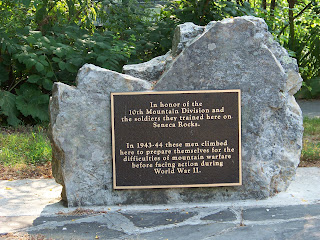 In honor of the
10th Mountain Division and
the soldiers they trained here on
Seneca Rocks.
In 1943-44 these men climbed
here to prepare themselves for the
difficulties of mountain warfare
before facing action during
World War II.